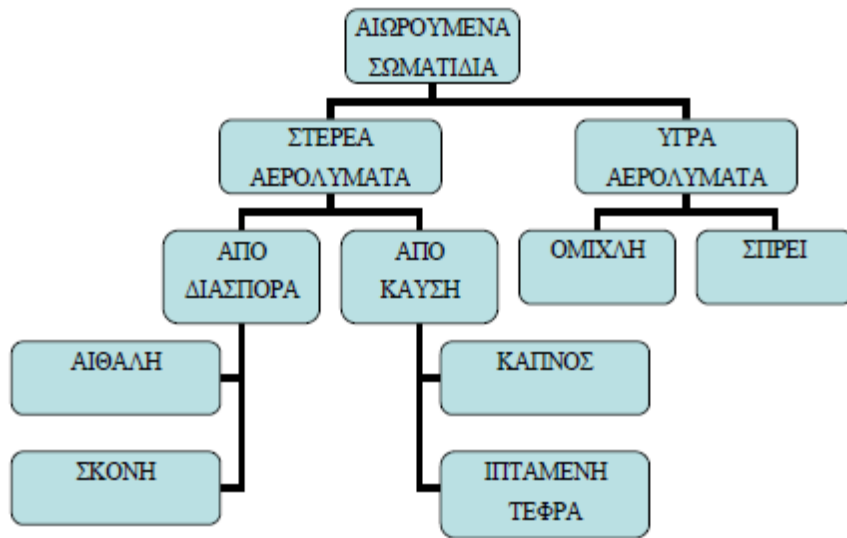 ΑΙΩΡΟΥΜΕΝΑ
ΣΩΜΑΤΙΔΙΑ
ΣΤΕΡΕΑ
ΑΕΡΟΛΥΜΑΤΑ
ΥΓΡΑ
ΑΕΡΟΛΥΜΑΤΑ
ΑΠΟ
ΔΙΑΣΠΟΡΑ
ΑΠΟ
ΚΑΥΣΗ
ΟΜΙΧΛΗ
ΣΠΡΕΙ
ΑΙΘΑΛΗ
ΚΑΠΝΟΣ
ΣΚΟΝΗ
ΙΠΤΑΜΕΝΗ
ΤΕΦΡΑ